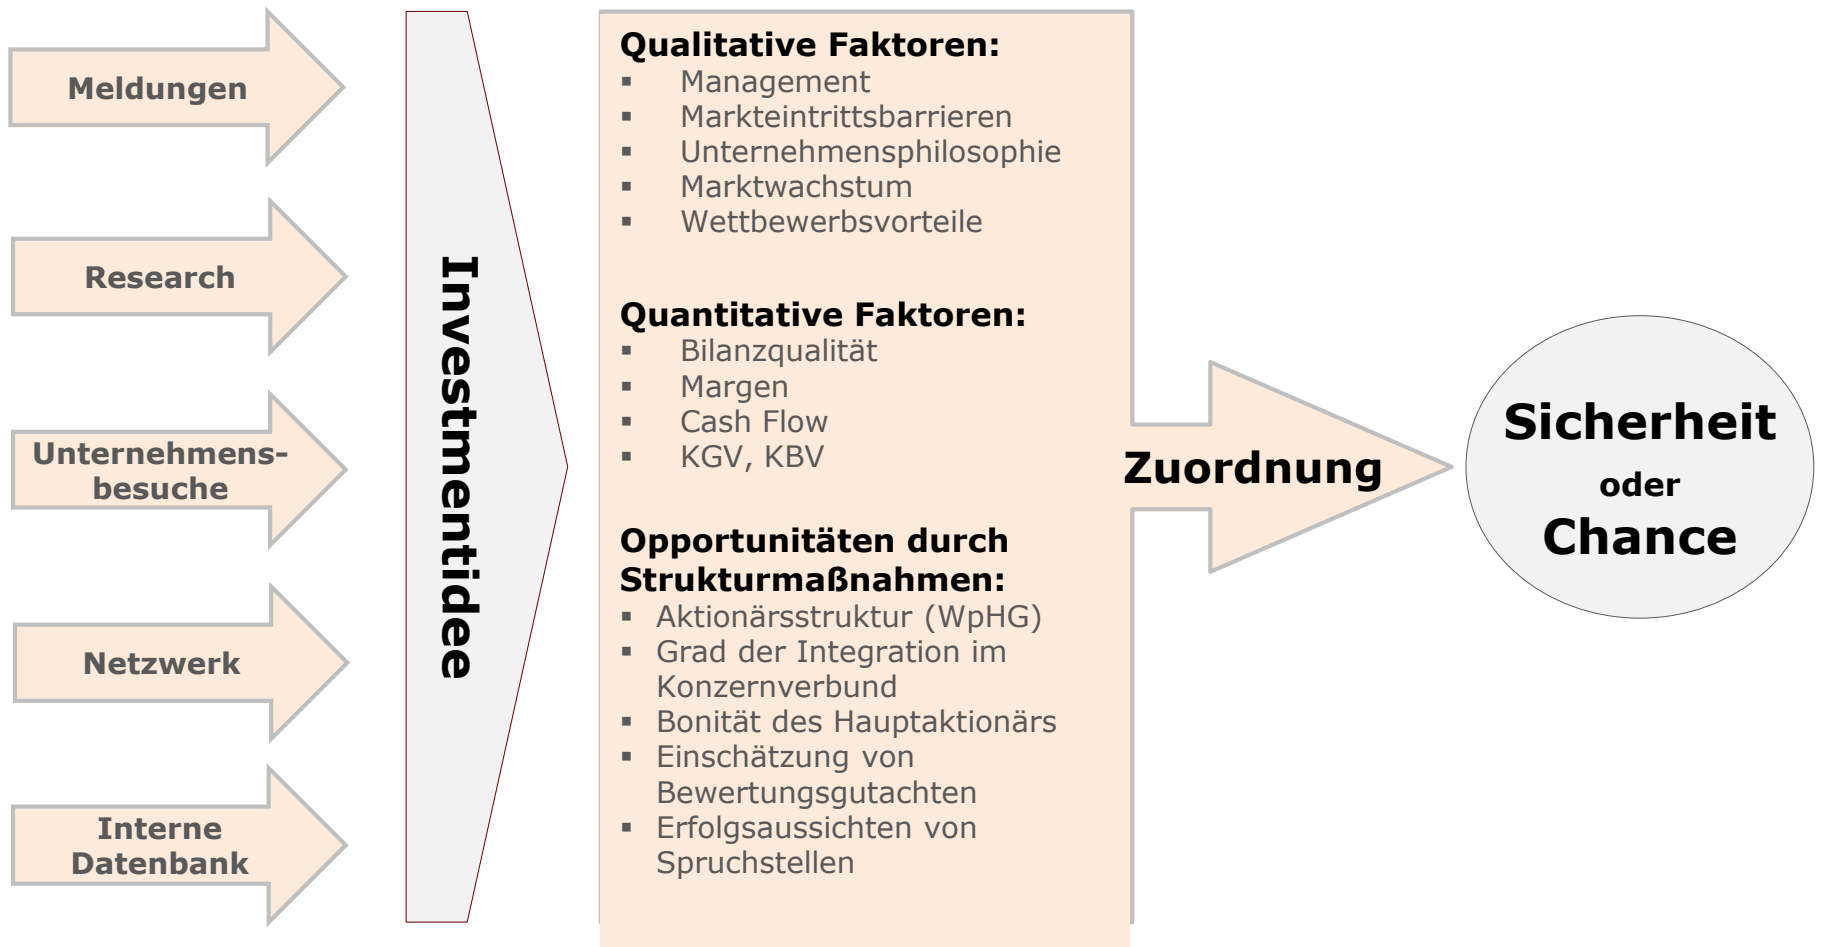 Meldungen
Research
Unternehmens-
besuche
Netzwerk
Interne
Datenbank
Investmentidee
Qualitative Faktoren:
▪ Management
▪ Markteintrittsbarrieren
▪ Unternehmensphilosophie
▪ Marktwachstum
▪ Wettbewerbsvorteile
Quantitative Faktoren:
▪ Bilanzqualität
▪ Margen
▪ Cash Flow
▪ KGV, KBV
Opportunitäten durch
Strukturmaßnahmen:
▪ Aktionärsstruktur (WpHG)
▪ Grad der Integration im
Konzernverbund
▪ Bonität des Hauptaktionärs
▪ Einschätzung von
Bewertungsgutachten
▪ Erfolgsaussichten von
Spruchstellen
Zuordnung
Sicherheit
oder
Chance